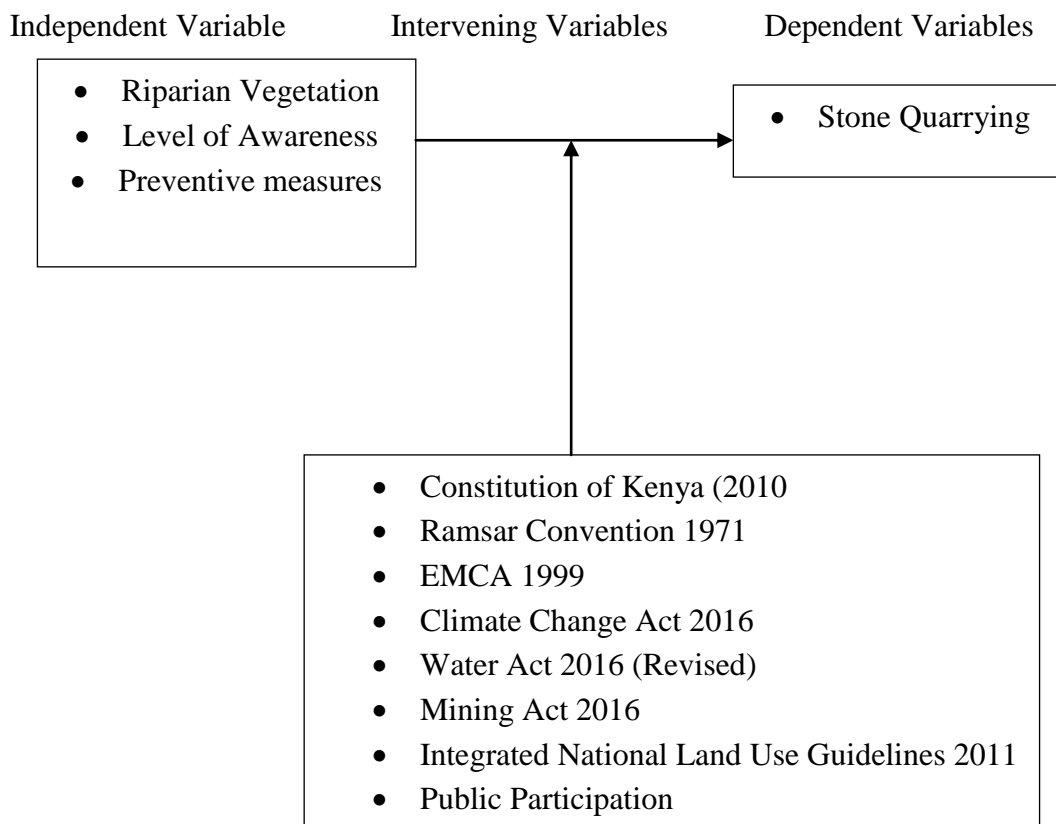 Independent Variable Intervening Variables Dependent Variables
• Riparian Vegetation
• Level of Awareness
• Preventive measures
• Stone Quarrying
• Constitution of Kenya (2010
• Ramsar Convention 1971
• EMCA 1999
• Climate Change Act 2016
• Water Act 2016 (Revised)
• Mining Act 2016
• Integrated National Land Use Guidelines 2011
• Public Participation